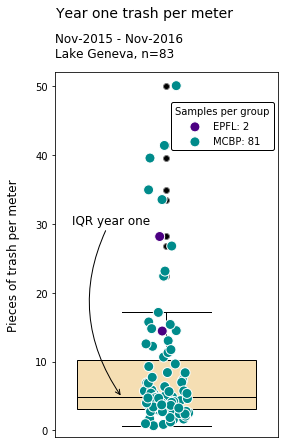 Year one trash per meter
Nov-2015 - Nov-2016
Lake Geneva, n=83
Pieces of trash per meter
50
40
30
20
10
0
Samples per group
EPFL: 2
MCBP: 81
IQR year one